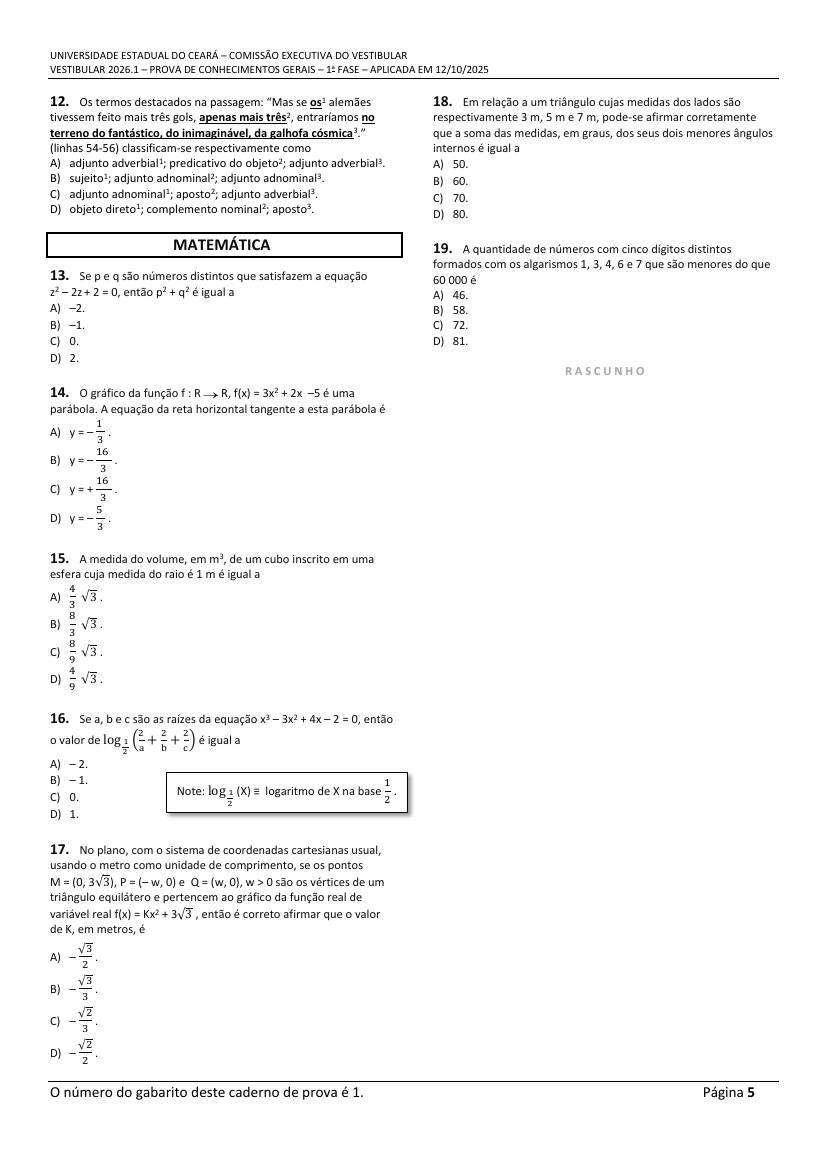 UNIVERSIDADE ESTADUAL DO CEARÁ – COMISSÃO EXECUTIVA DO VESTIBULAR
VESTIBULAR 2026.1 – PROVA DE CONHECIMENTOS GERAIS – 1ª FASE – APLICADA EM 12/10/2025
12. Os termos destacados na passagem: “Mas se os¹ alemães
tivessem feito mais três gols, apenas mais três², entraríamos no
terreno do fantástico, do inimaginável, da galhofa cósmica³.”
(linhas 54-56) classificam-se respectivamente como
A) adjunto adverbial¹; predicativo do objeto²; adjunto adverbial³.
B) sujeito¹; adjunto adnominal²; adjunto adnominal³.
C) adjunto adnominal¹; aposto²; adjunto adverbial³.
D) objeto direto¹; complemento nominal²; aposto³.
MATEMÁTICA
13. Se p e q são números distintos que satisfazem a equação
z² – 2z + 2 = 0, então p² + q² é igual a
A) –2.
B) –1.
C) 0.
D) 2.
14. O gráfico da função f : R → R, f(x) = 3x² + 2x –5 é uma
parábola. A equação da reta horizontal tangente a esta parábola é
A) y = – 1/3 .
B) y = – 16/3 .
C) y = + 16/3 .
D) y = – 5/3 .
15. A medida do volume, em m³, de um cubo inscrito em uma
esfera cuja medida do raio é 1 m é igual a
A) 4/3 √3 .
B) 8/3 √3 .
C) 8/9 √3 .
D) 4/9 √3 .
16. Se a, b e c são as raízes da equação x³ – 3x² + 4x – 2 = 0, então
o valor de log 1/2 (2/a + 2/b + 2/c) é igual a
A) – 2.
B) – 1.
C) 0.
D) 1.
Note: log 1/2 (X) ≡ logaritmo de X na base 1/2 .
17. No plano, com o sistema de coordenadas cartesianas usual,
usando o metro como unidade de comprimento, se os pontos
M = (0, 3√3), P = (– w, 0) e Q = (w, 0), w > 0 são os vértices de um
triângulo equilátero e pertencem ao gráfico da função real de
variável real f(x) = Kx² + 3√3 , então é correto afirmar que o valor
de K, em metros, é
A) – √3/2 .
B) – √3/3 .
C) – √2/3 .
D) – √2/2 .
18. Em relação a um triângulo cujas medidas dos lados são
respectivamente 3 m, 5 m e 7 m, pode-se afirmar corretamente
que a soma das medidas, em graus, dos seus dois menores ângulos
internos é igual a
A) 50.
B) 60.
C) 70.
D) 80.
19. A quantidade de números com cinco dígitos distintos
formados com os algarismos 1, 3, 4, 6 e 7 que são menores do que
60 000 é
A) 46.
B) 58.
C) 72.
D) 81.
RASCUNHO
O número do gabarito deste caderno de prova é 1.
Página 5